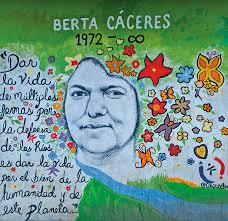 BERTA CÁCERES
1972 - ∞
"Dar
la Vida
de múltiples
formas por
la defensa
de los Ríos
es dar la vida
por el bien de la
humanidad y de
este planeta...